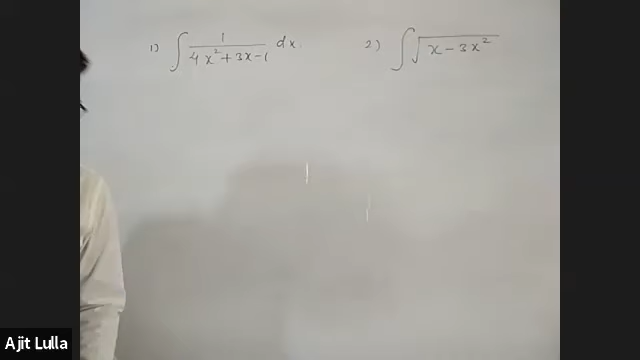 1) ∫ 1/(4x²+3x-1) dx.
2) ∫ √(x-3x²)
Ajit Lulla